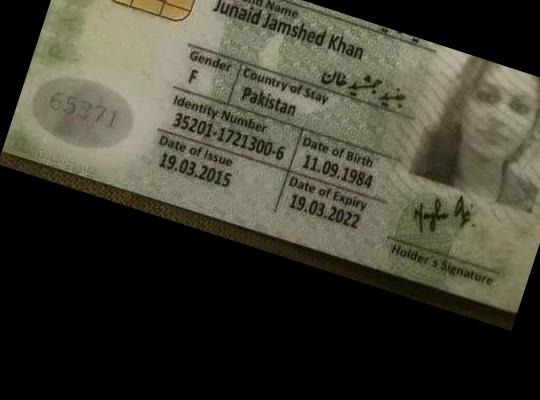 Name
Junaid Jamshed Khan
جنید جمشید خان
Gender
Country of Stay
F
Pakistan
Identity Number
Date of Birth
35201-1721300-6
11.09.1984
Date of Issue
Date of Expiry
19.03.2015
19.03.2022
65371
Holder's Signature